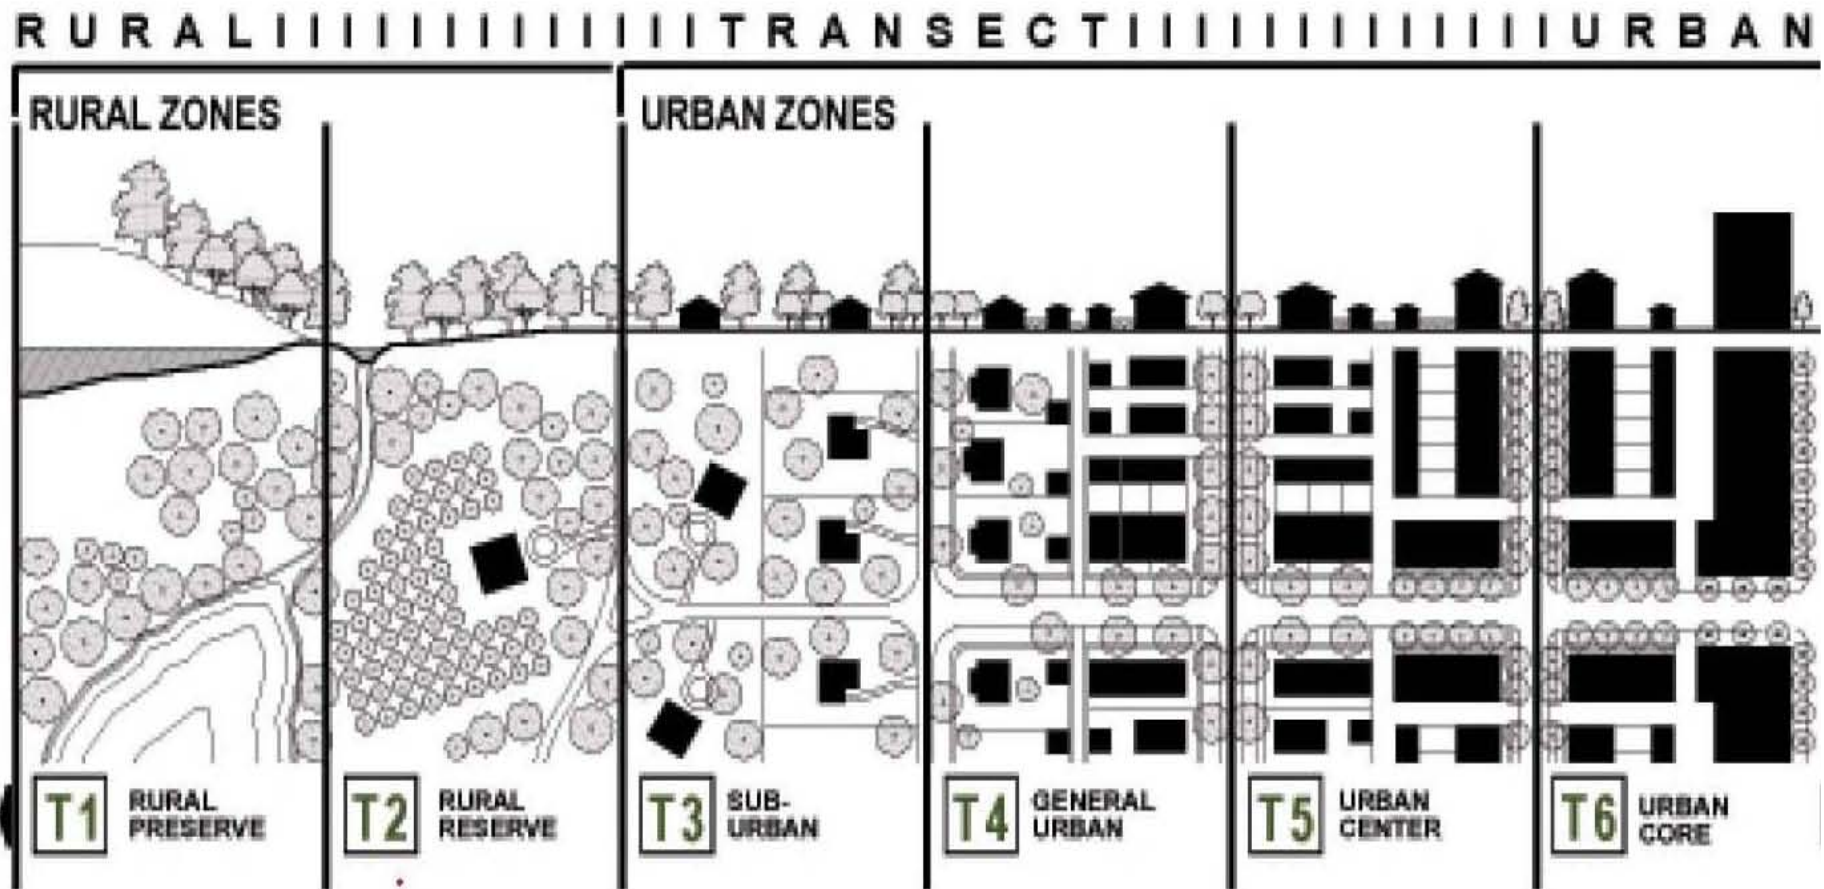 RURAL I I I I I I I I I I I I I TRANSECT I I I I I I I I I I I I I URBAN
RURAL ZONES
URBAN ZONES
T1 RURAL
PRESERVE
T2 RURAL
RESERVE
T3 SUB-
URBAN
T4 GENERAL
URBAN
T5 URBAN
CENTER
T6 URBAN
CORE